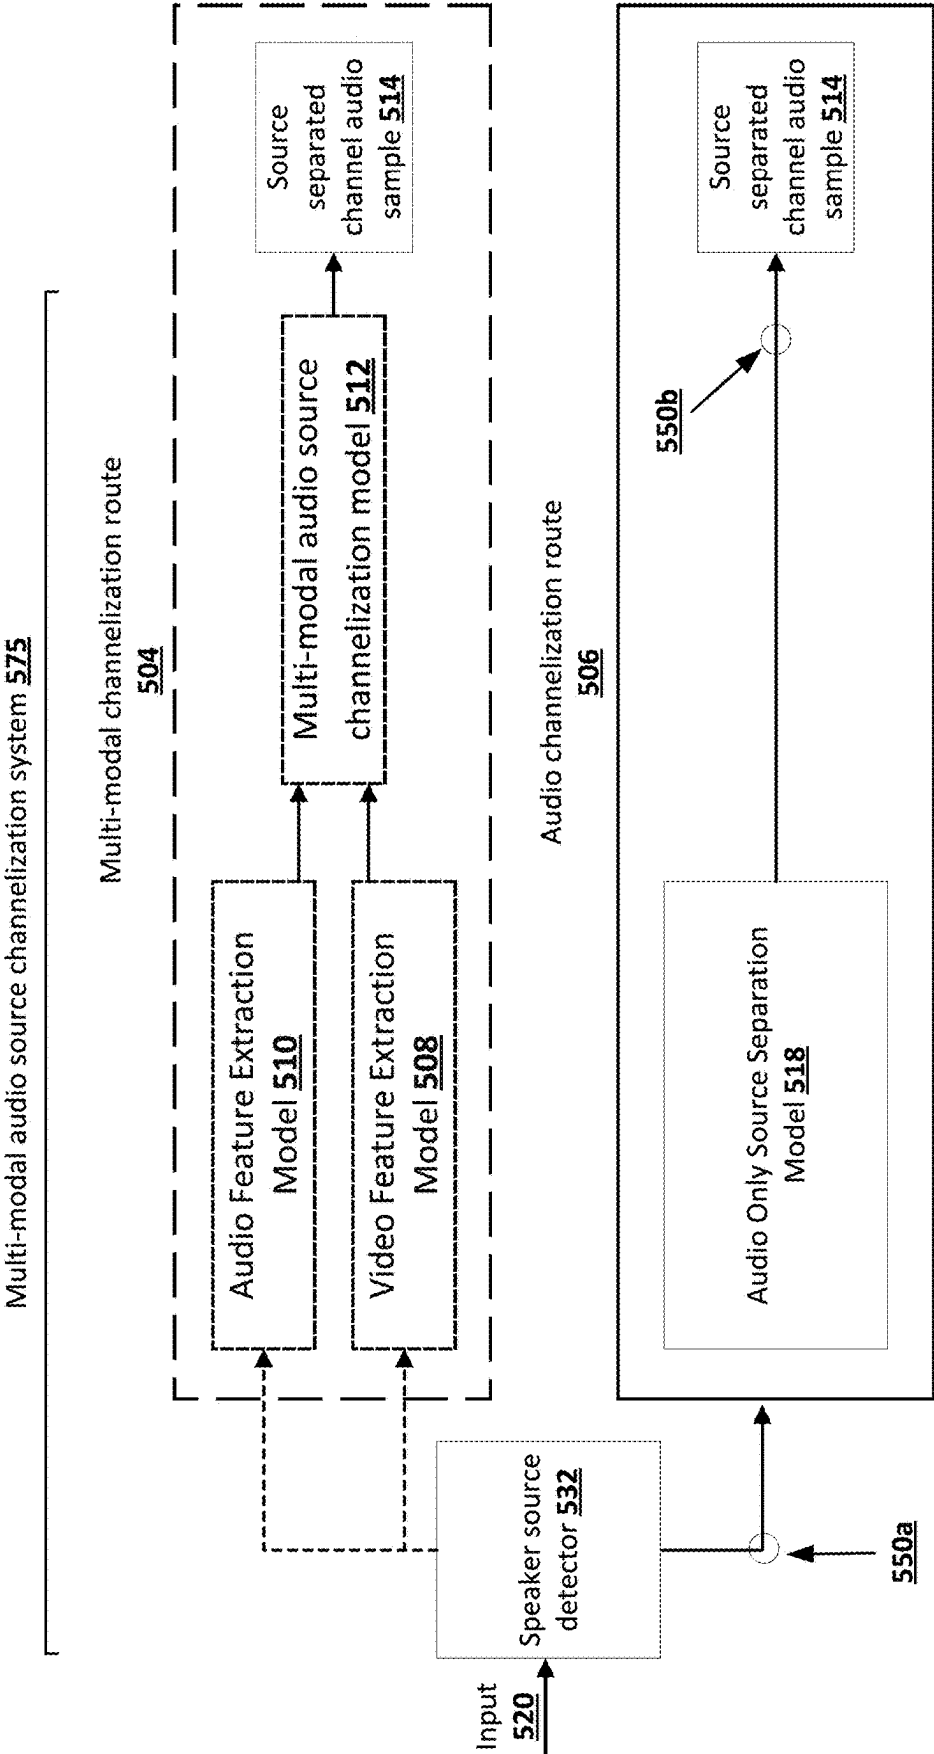 Multi-modal audio source channelization system 575
Multi-modal channelization route
504
Audio Feature Extraction
Model 510
Video Feature Extraction
Model 508
Multi-modal audio source
channelization model 512
Source
separated
channel audio
sample 514
Input
520
Speaker source
detector 532
550a
Audio channelization route
506
Audio Only Source Separation
Model 518
550b
Source
separated
channel audio
sample 514